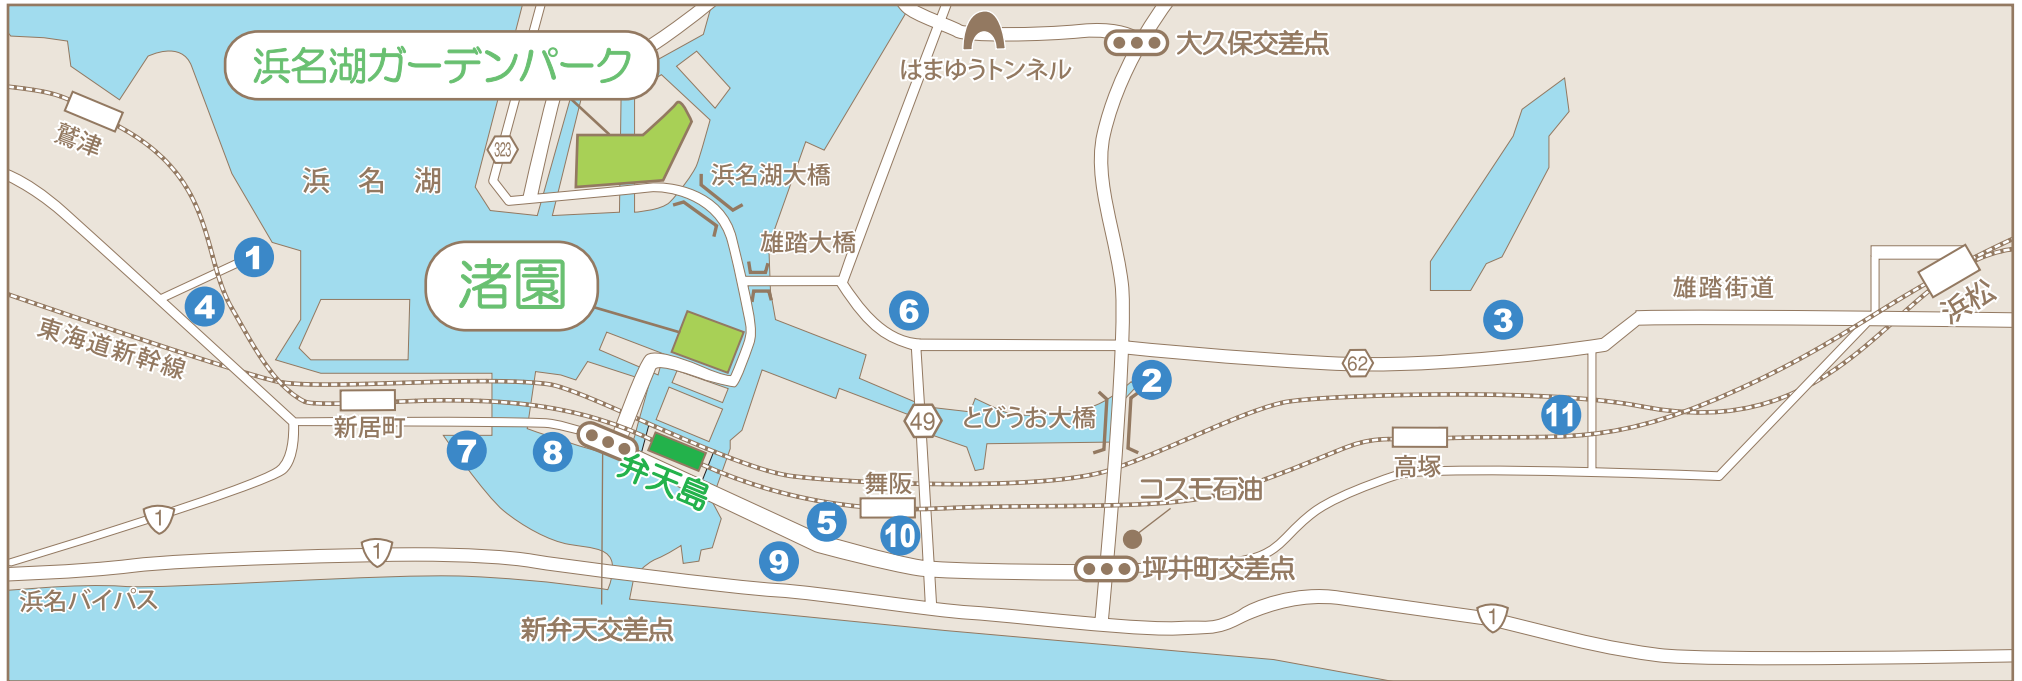 大久保交差点
はまゆうトンネル
浜名湖ガーデンパーク
鷲津
323
浜名湖
浜名湖大橋
雄踏大橋
1
渚園
4
6
3
雄踏街道
浜松
東海道新幹線
62
2
新居町
49
とびうお大橋
11
7
8
弁天島
舞阪
高塚
コスモ石油
1
5
10
1
9
坪井町交差点
浜名バイパス
新弁天交差点
1